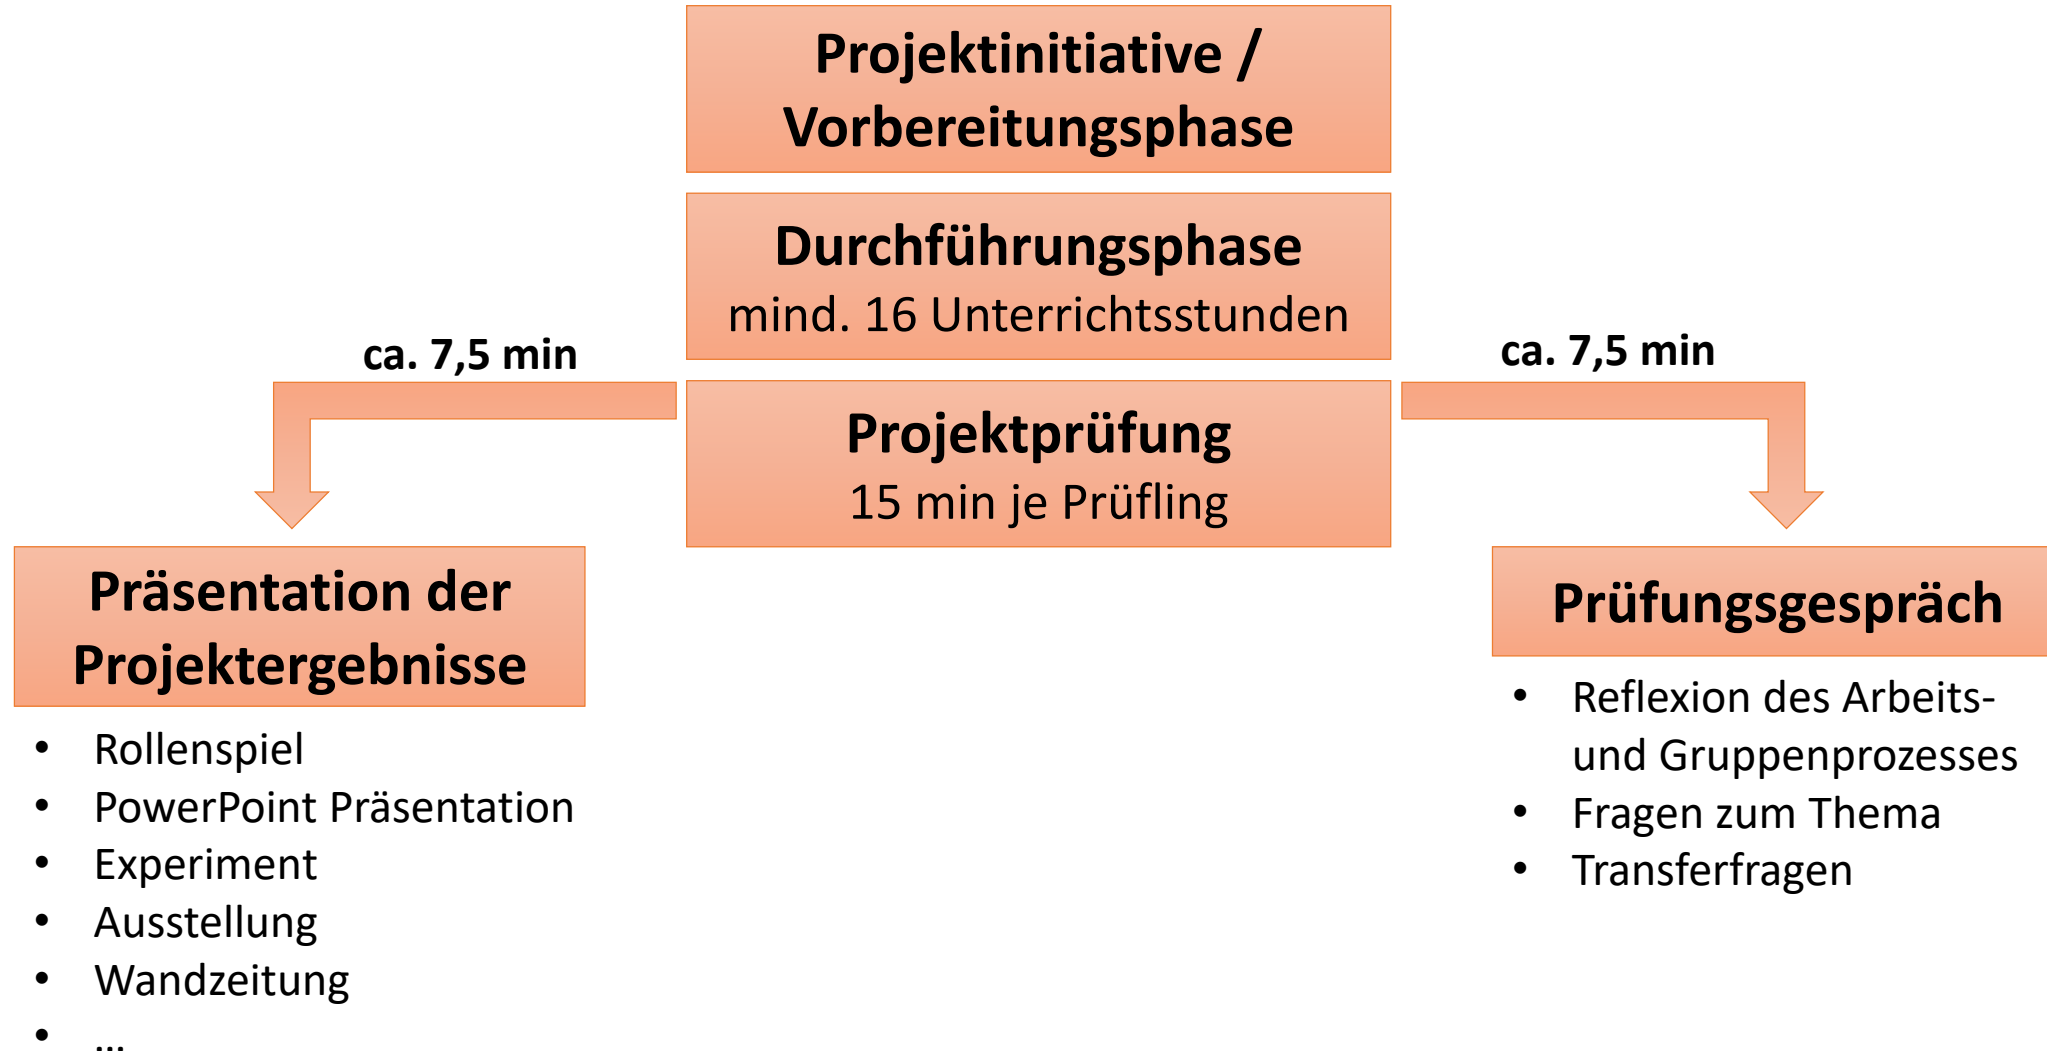 Projektinitiative /
Vorbereitungsphase
Durchführungsphase
mind. 16 Unterrichtsstunden
ca. 7,5 min
ca. 7,5 min
Projektprüfung
15 min je Prüfling
Präsentation der
Projektergebnisse
• Rollenspiel
• PowerPoint Präsentation
• Experiment
• Ausstellung
• Wandzeitung
• ...
Prüfungsgespräch
• Reflexion des Arbeits-
und Gruppenprozesses
• Fragen zum Thema
• Transferfragen